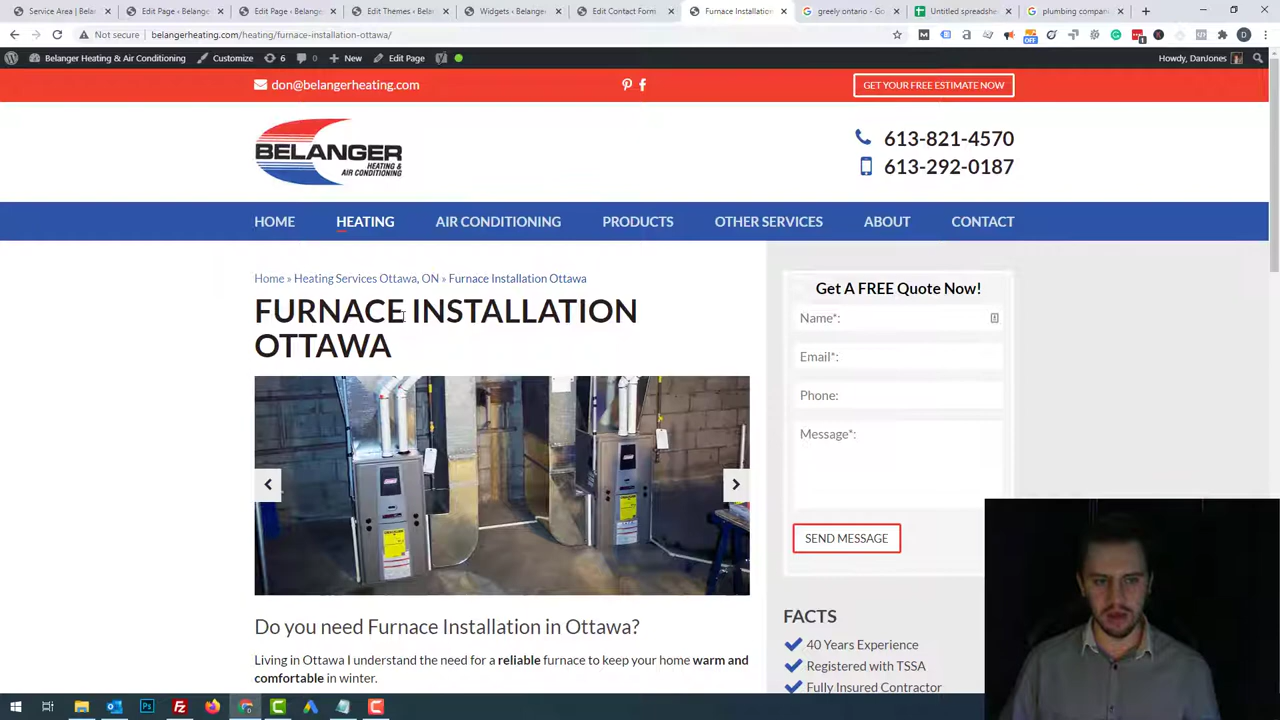 Service Area | Belan
Edit Page ‹ Belange
Edit Page ‹ Belange
Edit Themes ‹ Belan
Widgets ‹ Belanger
Edit Contact Form
Furnace Installation
greely ontario - Go
Untitled spreadshe
plumbing compani
Not secure | belangerheating.com/heating/furnace-installation-ottawa/
OFF
1
D
Belanger Heating & Air Conditioning
Customize
6
0
New
Edit Page
Howdy, DanJones
don@belangerheating.com
GET YOUR FREE ESTIMATE NOW
BELANGER
HEATING &
AIR CONDITIONING
613-821-4570
613-292-0187
HOME HEATING AIR CONDITIONING PRODUCTS OTHER SERVICES ABOUT CONTACT
Home » Heating Services Ottawa, ON » Furnace Installation Ottawa
FURNACE INSTALLATION
OTTAWA
Get A FREE Quote Now!
Name*:
Email*:
Phone:
Message*:
SEND MESSAGE
Do you need Furnace Installation in Ottawa?
Living in Ottawa I understand the need for a reliable furnace to keep your home warm and
comfortable in winter.
FACTS
40 Years Experience
Registered with TSSA
Fully Insured Contractor